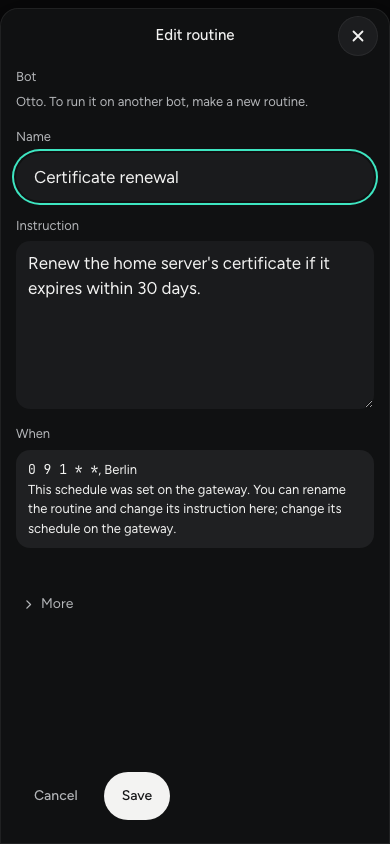 Edit routine
Bot
Otto. To run it on another bot, make a new routine.
Name
Certificate renewal
Instruction
Renew the home server's certificate if it
expires within 30 days.
When
0 9 1 * *, Berlin
This schedule was set on the gateway. You can rename
the routine and change its instruction here; change its
schedule on the gateway.
More
Cancel
Save